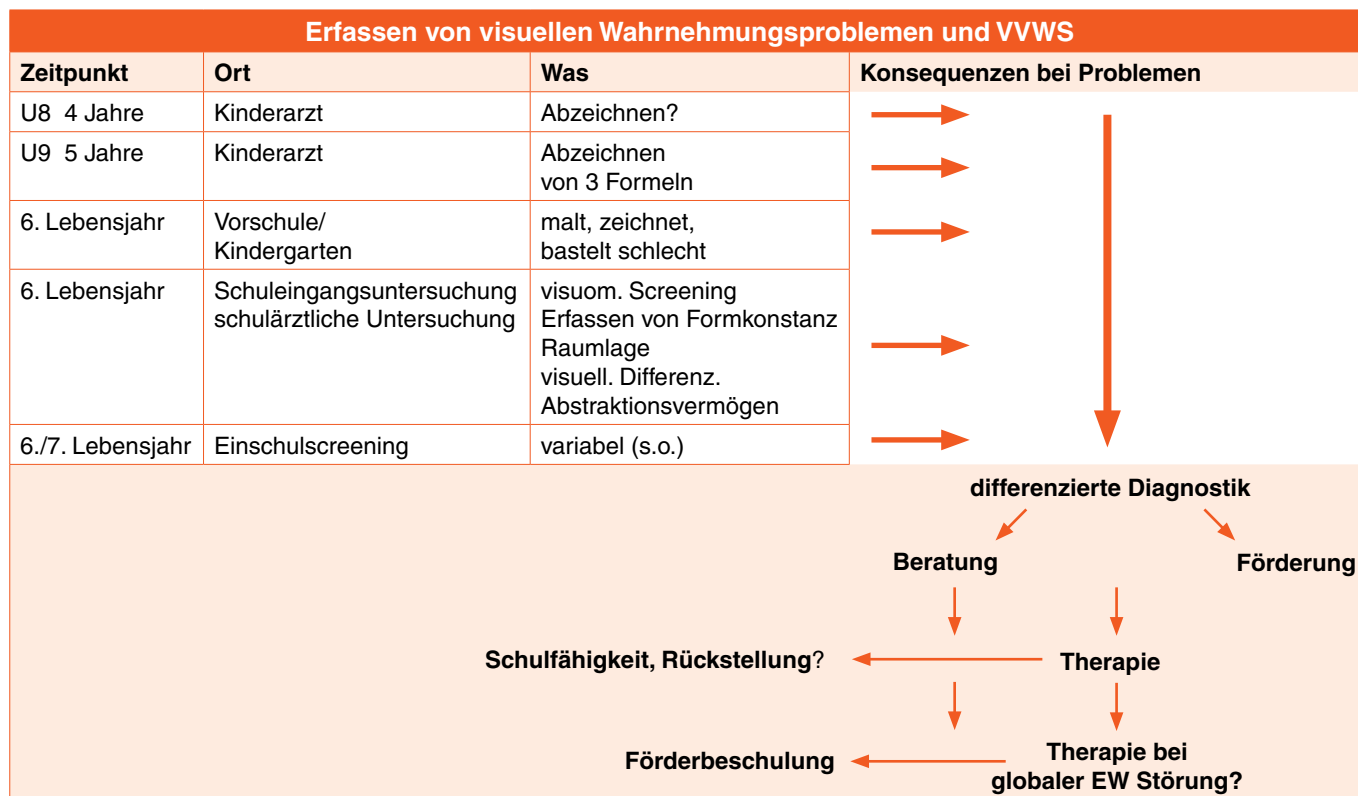 Erfassen von visuellen Wahrnehmungsproblemen und VVWS
Zeitpunkt Ort Was Konsequenzen bei Problemen
U8 4 Jahre Kinderarzt Abzeichnen?
U9 5 Jahre Kinderarzt Abzeichnen
von 3 Formeln
6. Lebensjahr Vorschule/ malt, zeichnet,
Kindergarten bastelt schlecht
6. Lebensjahr Schuleingangsuntersuchung visuom. Screening
schulärztliche Untersuchung Erfassen von Formkonstanz
Raumlage
visuell. Differenz.
Abstraktionsvermögen
6./7. Lebensjahr Einschulscreening variabel (s.o.)
differenzierte Diagnostik
Beratung Förderung
Schulfähigkeit, Rückstellung? Therapie
Förderbeschulung Therapie bei
globaler EW Störung?